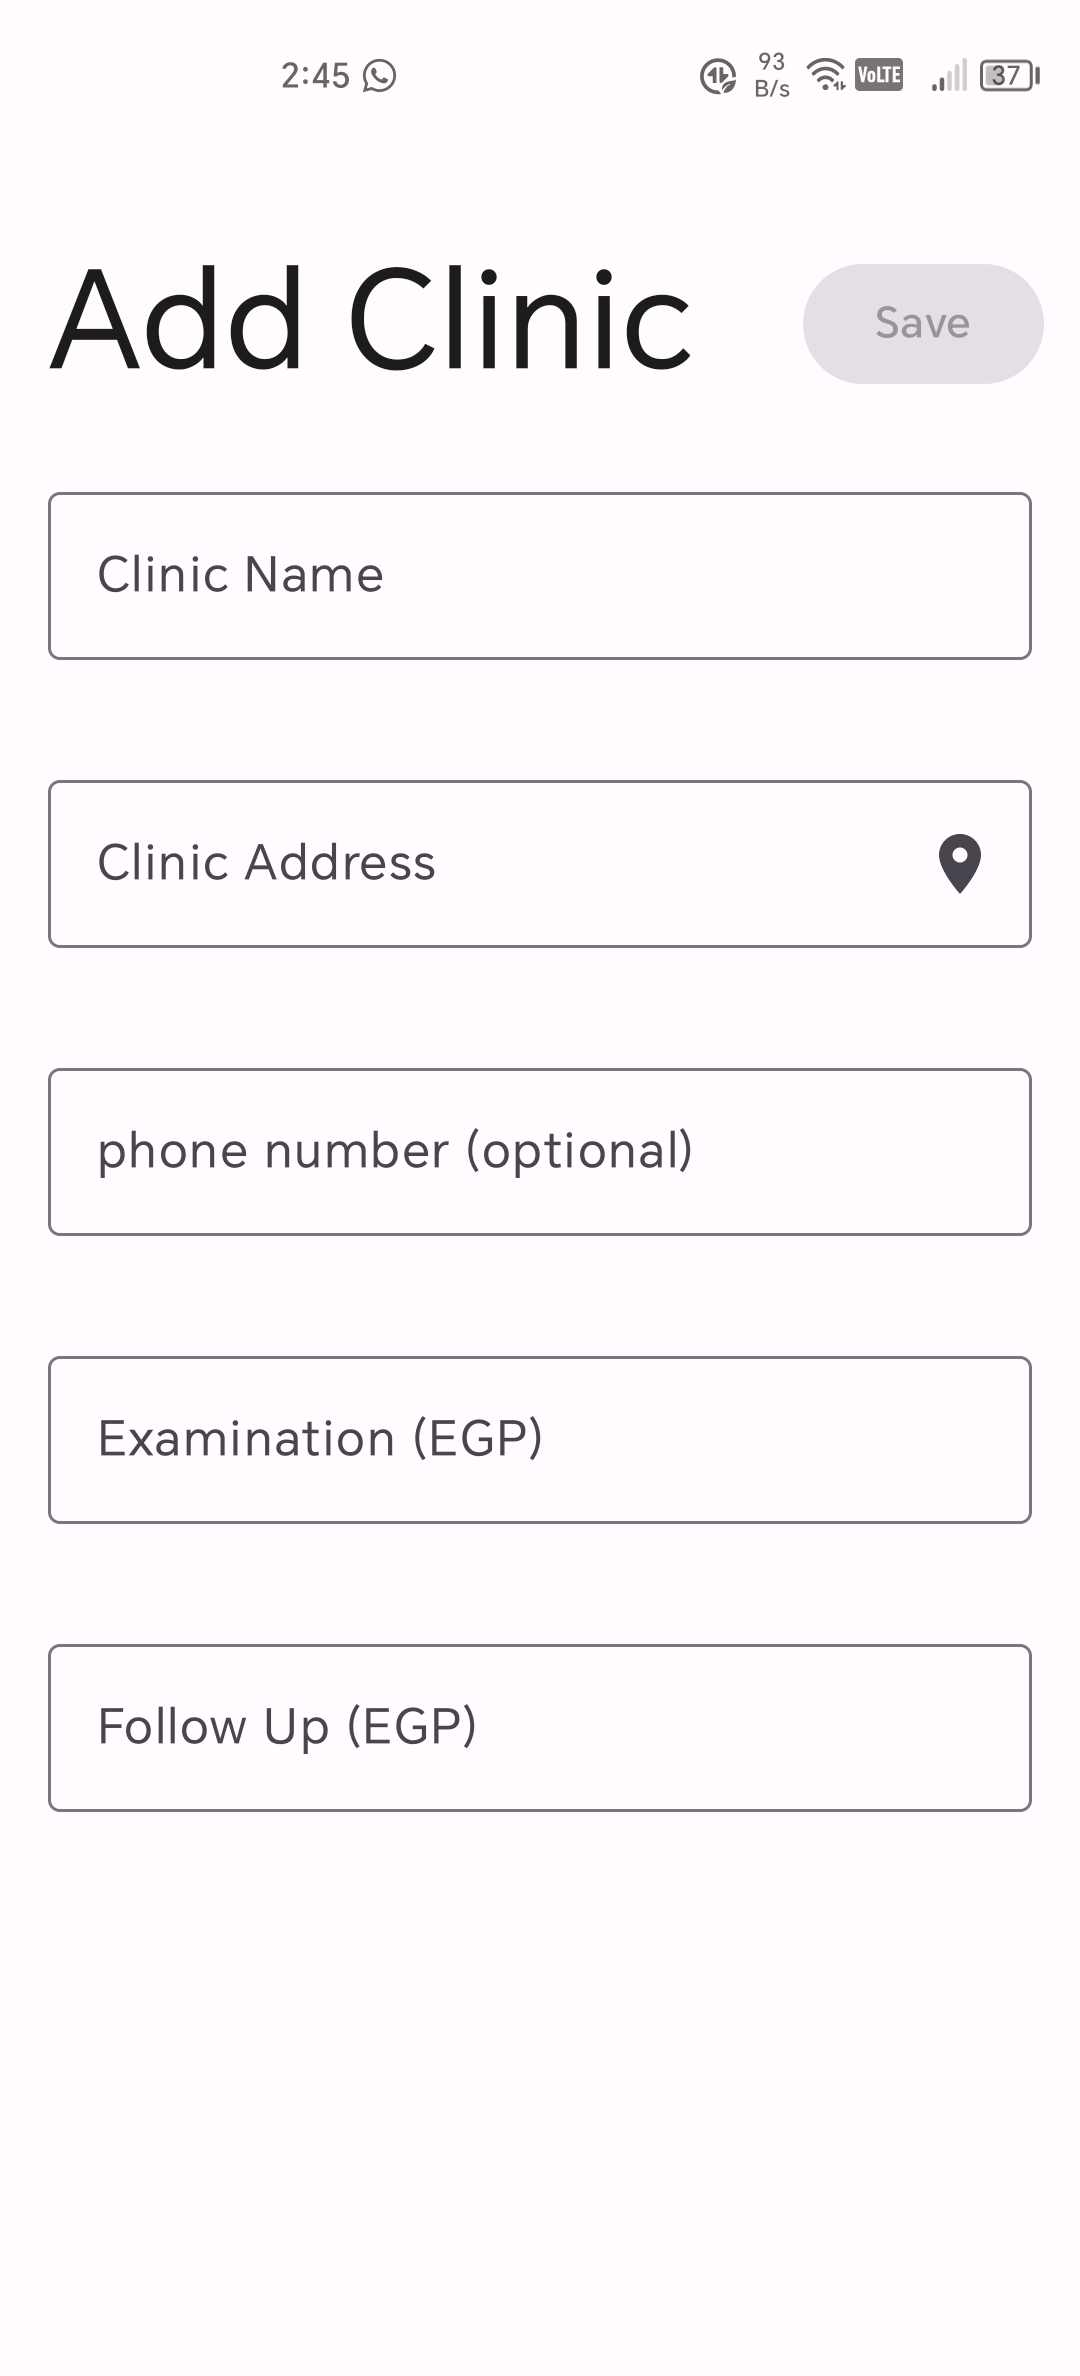 2:45
93
B/s
VoLTE
37
Add Clinic
Save
Clinic Name
Clinic Address
phone number (optional)
Examination (EGP)
Follow Up (EGP)